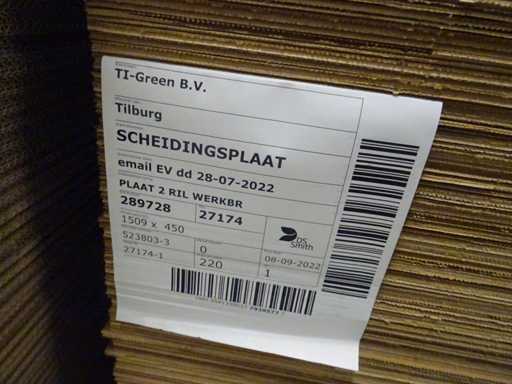 TI-Green B.V.
Tilburg
SCHEIDINGSPLAAT
email EV dd 28-07-2022
PLAAT 2 RIL WERKBR
289728 27174
1509 x 450
DS
Smith
S23803-3 0 08-09-2022
27174-1 220 1